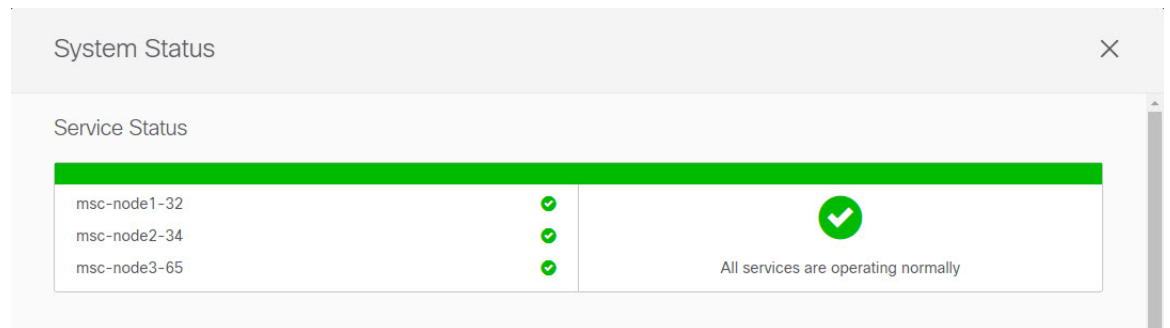 System Status
Service Status
msc-node1-32
msc-node2-34
msc-node3-65
All services are operating normally